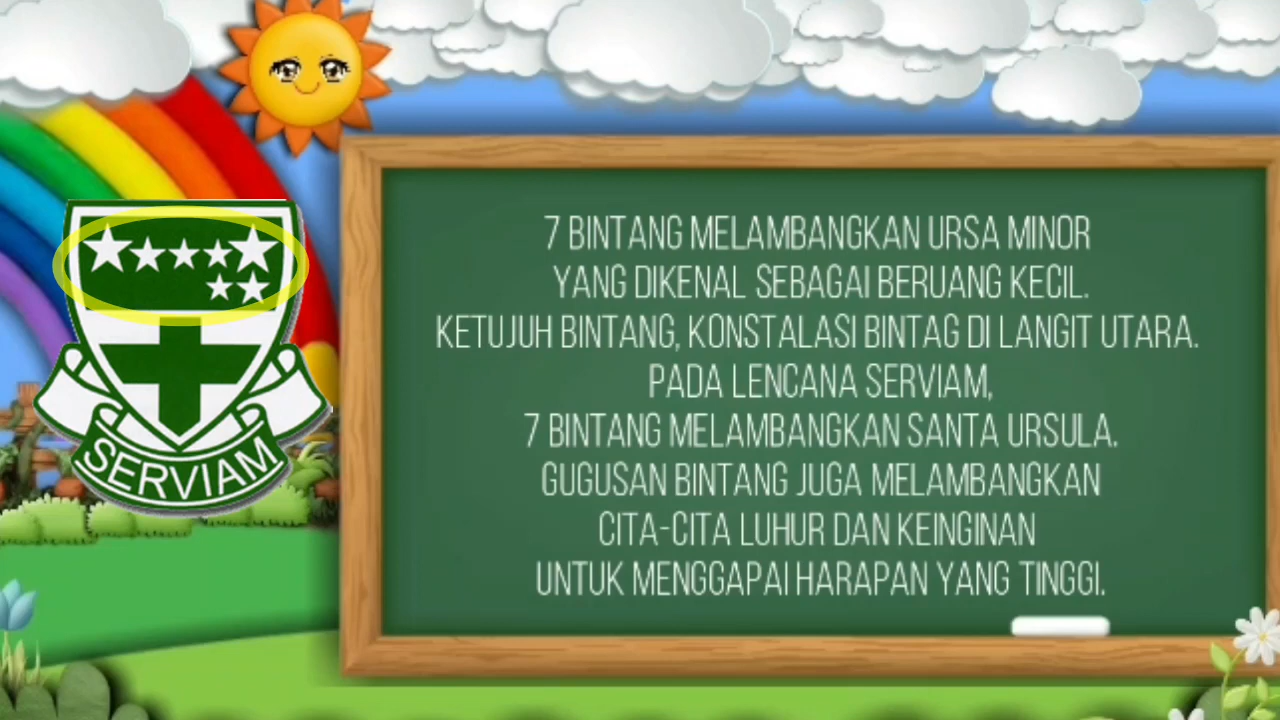 7 BINTANG MELAMBANGKAN URSA MINOR
YANG DIKENAL SEBAGAI BERUANG KECIL.
KETUJUH BINTANG, KONSTALASI BINTAG DI LANGIT UTARA.
PADA LENCANA SERVIAM,
7 BINTANG MELAMBANGKAN SANTA URSULA.
GUGUSAN BINTANG JUGA MELAMBANGKAN
CITA-CITA LUHUR DAN KEINGINAN
UNTUK MENGGAPAI HARAPAN YANG TINGGI.
SERVIAM